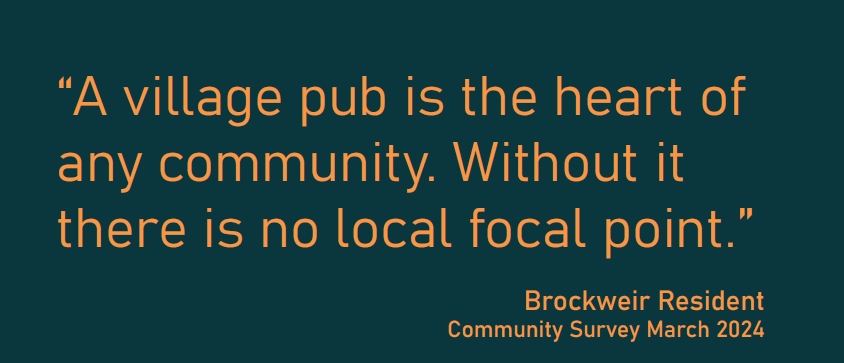 “A village pub is the heart of
any community. Without it
there is no local focal point.”
Brockweir Resident
Community Survey March 2024